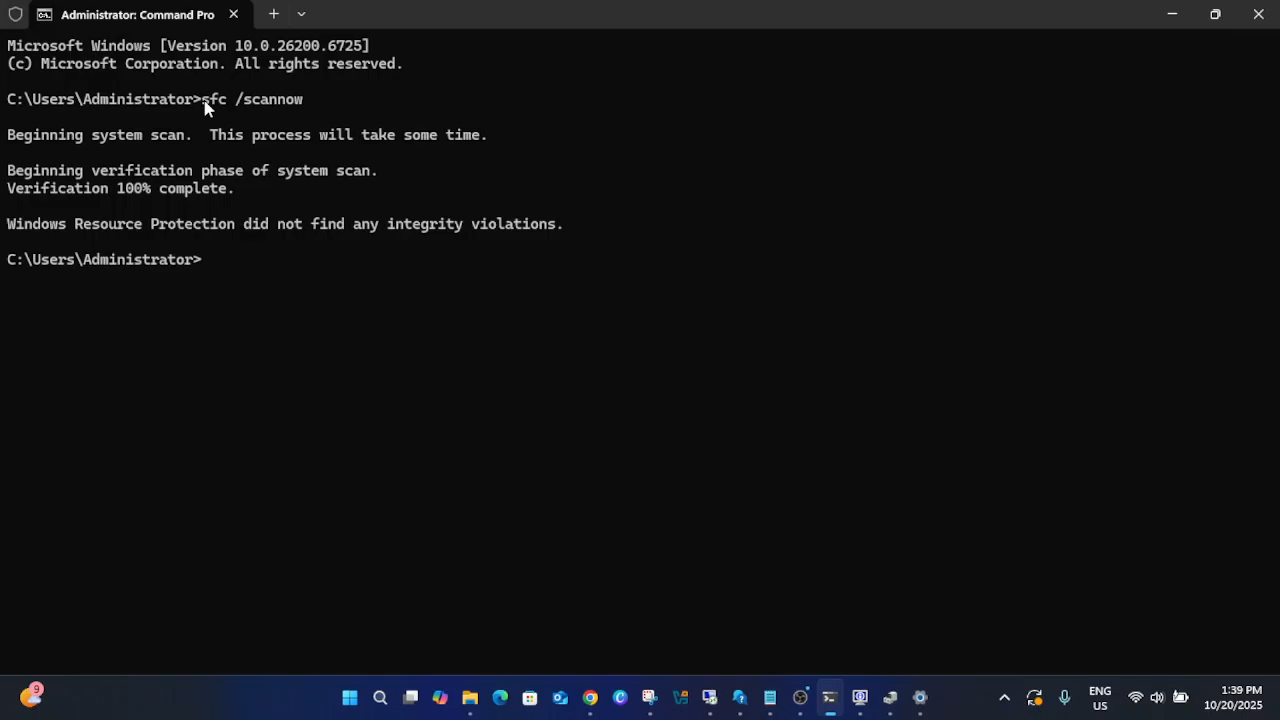 Administrator: Command Pro
Microsoft Windows [Version 10.0.26200.6725]
(c) Microsoft Corporation. All rights reserved.
C:\Users\Administrator>sfc /scannow
Beginning system scan.  This process will take some time.
Beginning verification phase of system scan.
Verification 100% complete.
Windows Resource Protection did not find any integrity violations.
C:\Users\Administrator>
9
ENG
US
1:39 PM
10/20/2025